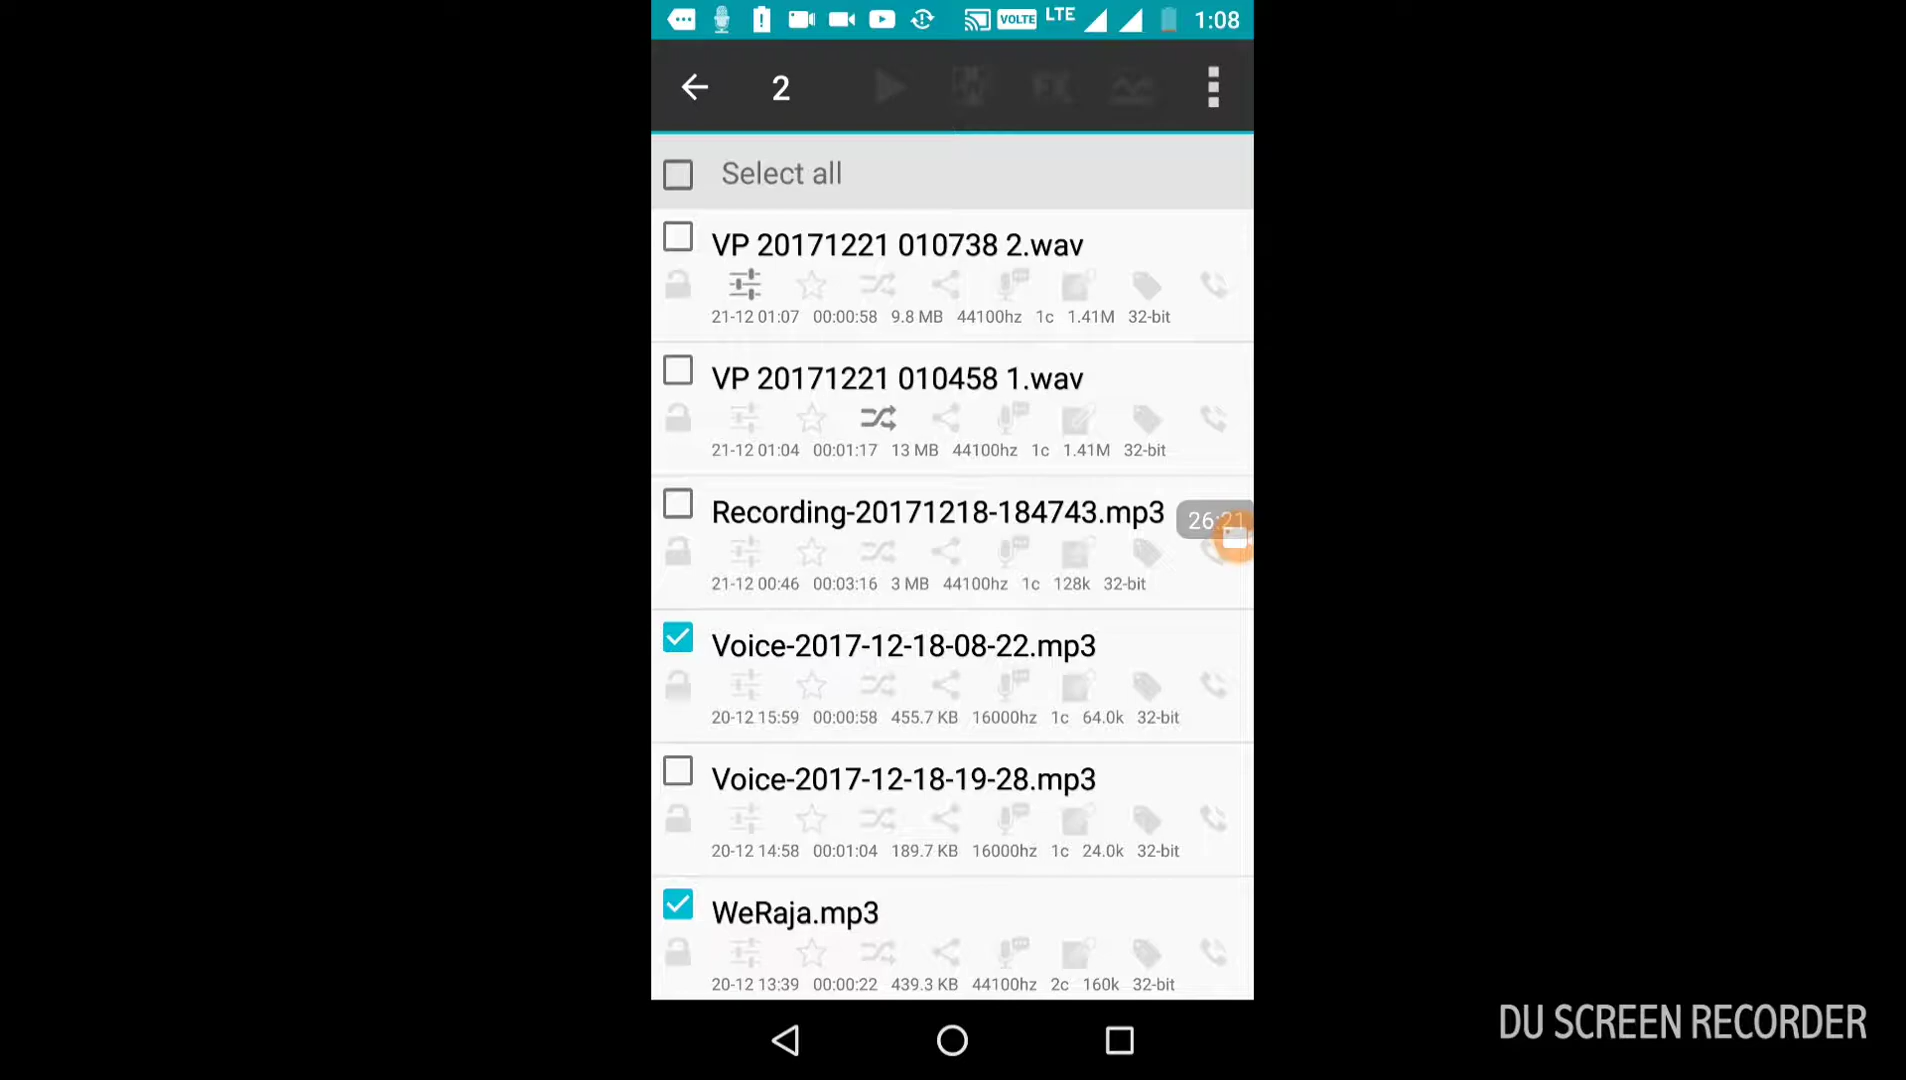 VOLTE LTE 1:08
2 FX
Select all
VP 20171221 010738 2.wav
21-12 01:07 00:00:58 9.8 MB 44100hz 1c 1.41M 32-bit
VP 20171221 010458 1.wav
21-12 01:04 00:01:17 13 MB 44100hz 1c 1.41M 32-bit
Recording-20171218-184743.mp3
26:21
21-12 00:46 00:03:16 3 MB 44100hz 1c 128k 32-bit
Voice-2017-12-18-08-22.mp3
20-12 15:59 00:00:58 455.7 KB 16000hz 1c 64.0k 32-bit
Voice-2017-12-18-19-28.mp3
20-12 14:58 00:01:04 189.7 KB 16000hz 1c 24.0k 32-bit
WeRaja.mp3
20-12 13:39 00:00:22 439.3 KB 44100hz 2c 160k 32-bit
DU SCREEN RECORDER